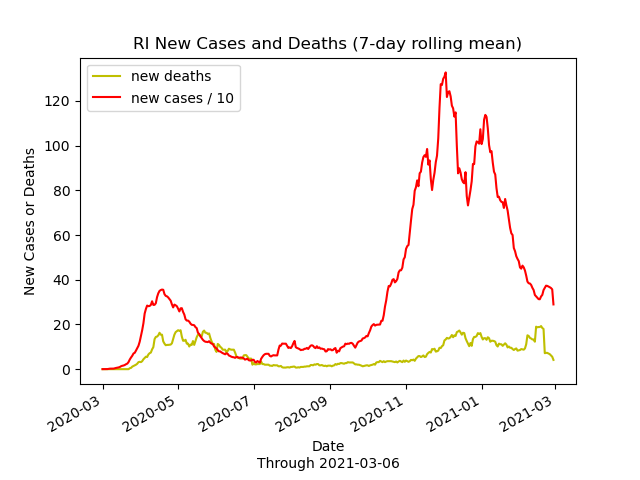 RI New Cases and Deaths (7-day rolling mean)
new deaths
new cases / 10
New Cases or Deaths
120
100
80
60
40
20
0
2020-03
2020-05
2020-07
2020-09
2020-11
2021-01
2021-03
Date
Through 2021-03-06